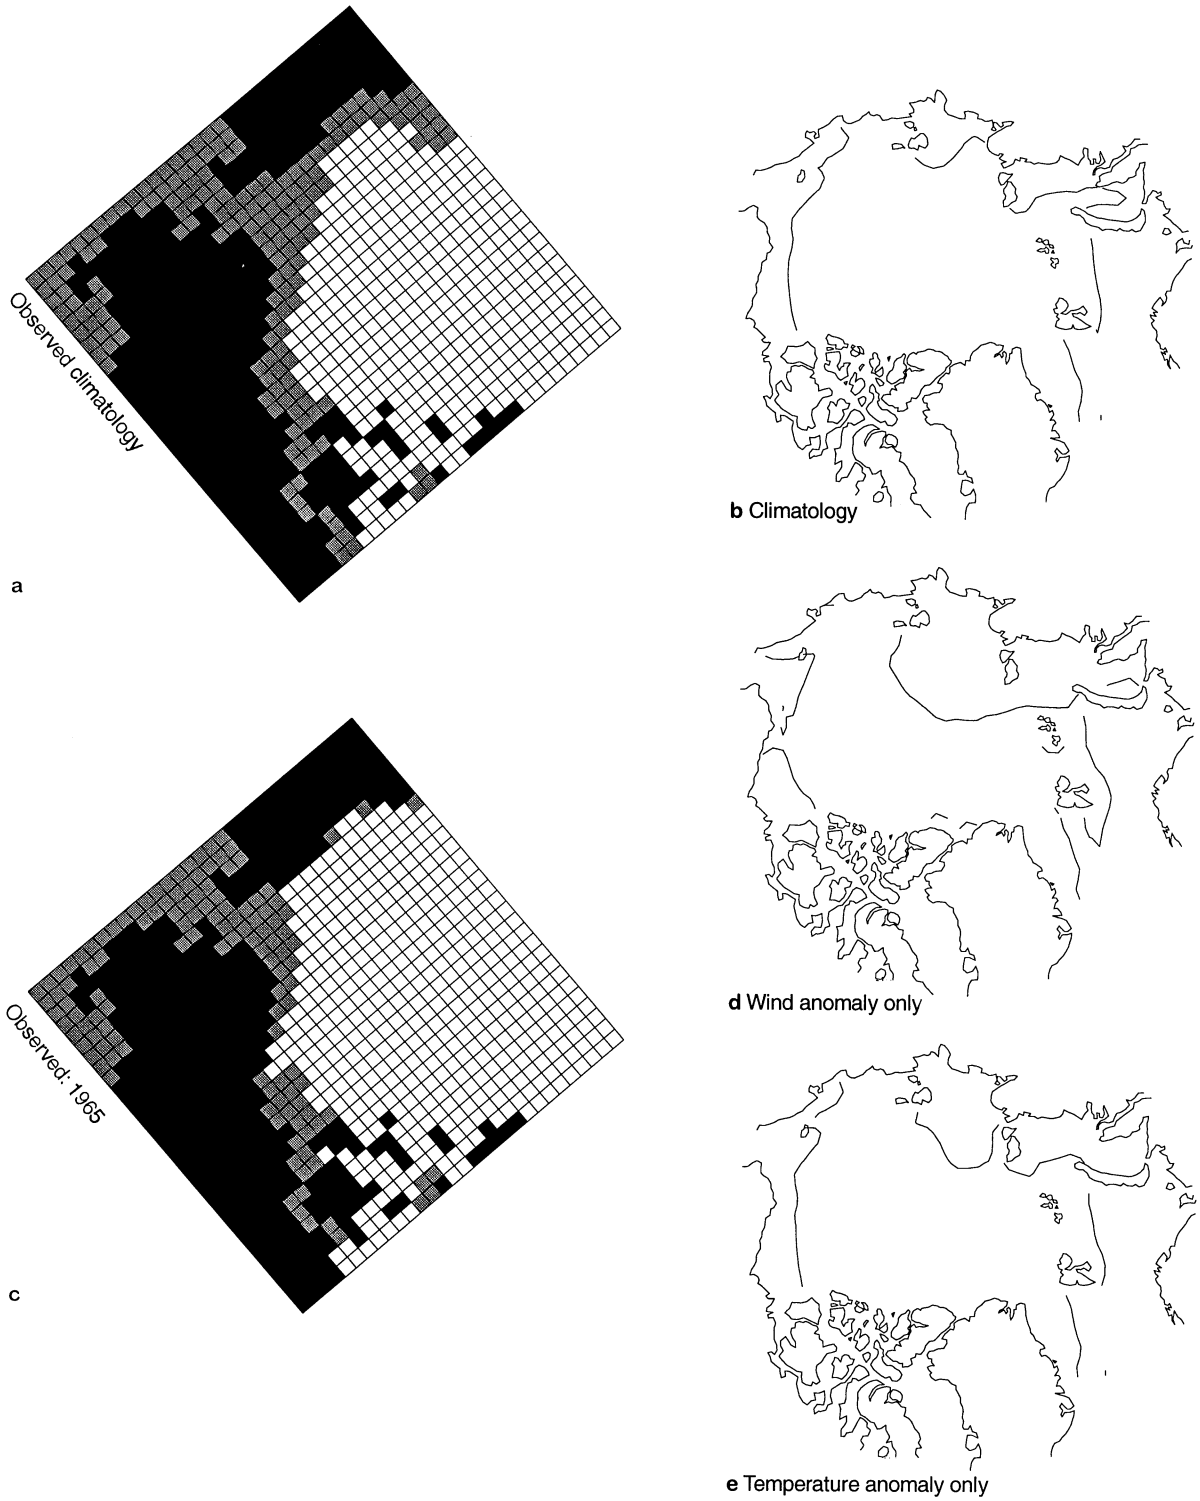 Observed climatology
a
b Climatology
Observed: 1965
c
d Wind anomaly only
e Temperature anomaly only